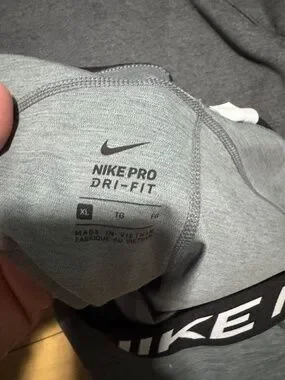 NIKE PRO
DRI-FIT
XL TG
MADE IN VIETNAM
FABRIQUÉ AU VIETNAM
NIKE